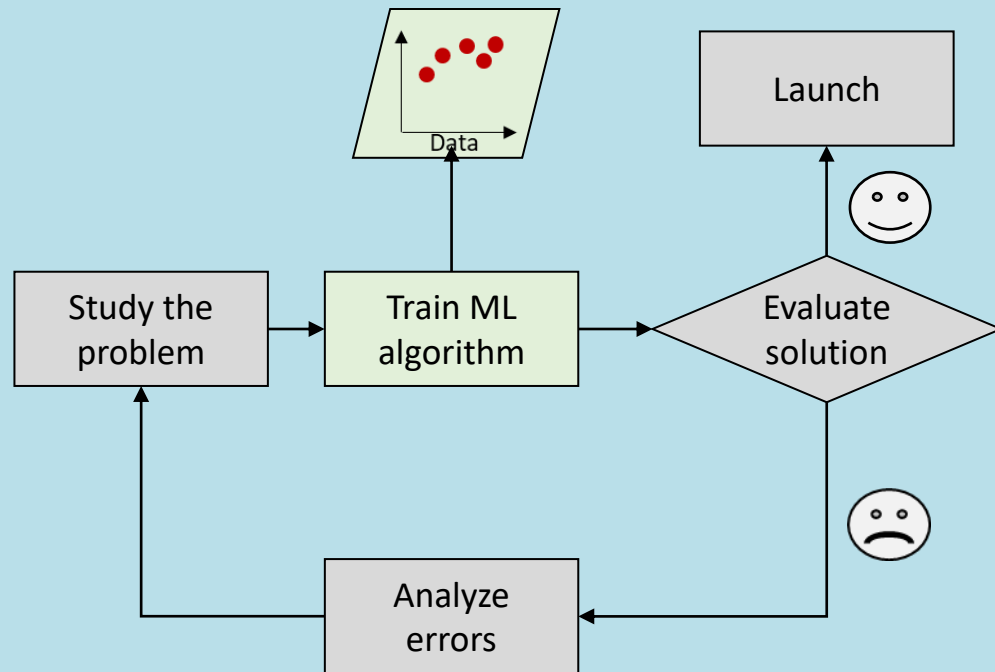 Data
Launch
Study the
problem
Train ML
algorithm
Evaluate
solution
Analyze
errors